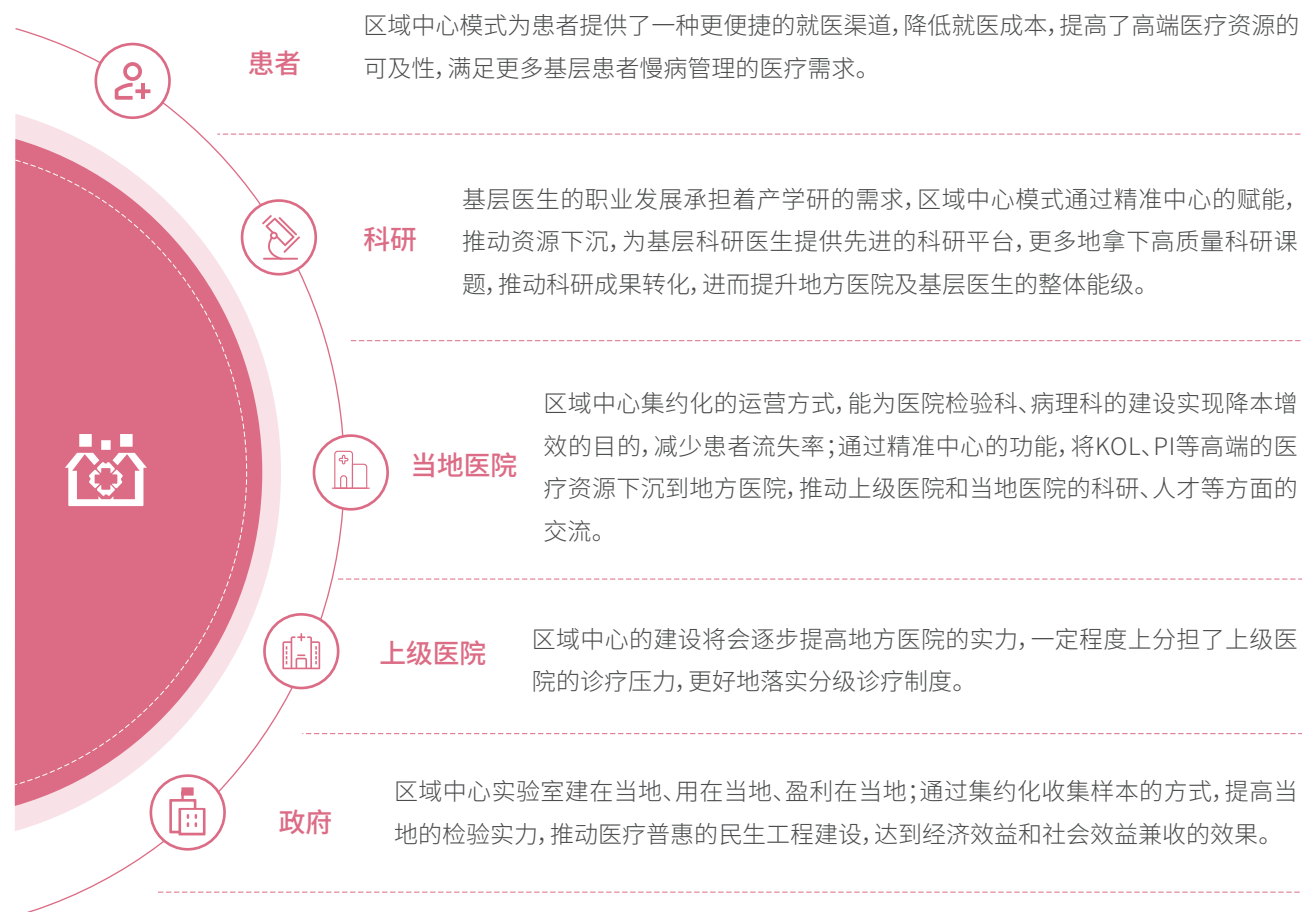 患者
区域中心模式为患者提供了一种更便捷的就医渠道,降低就医成本,提高了高端医疗资源的
可及性,满足更多基层患者慢病管理的医疗需求。
科研
基层医生的职业发展承担着产学研的需求,区域中心模式通过精准中心的赋能,
推动资源下沉,为基层科研医生提供先进的科研平台,更多地拿下高质量科研课
题,推动科研成果转化,进而提升地方医院及基层医生的整体能级。
当地医院
区域中心集约化的运营方式,能为医院检验科、病理科的建设实现降本增
效的目的,减少患者流失率;通过精准中心的功能,将KOL、PI等高端的医
疗资源下沉到地方医院,推动上级医院和当地医院的科研、人才等方面的
交流。
上级医院
区域中心的建设将会逐步提高地方医院的实力,一定程度上分担了上级医
院的诊疗压力,更好地落实分级诊疗制度。
政府
区域中心实验室建在当地、用在当地、盈利在当地;通过集约化收集样本的方式,提高当
地的检验实力,推动医疗普惠的民生工程建设,达到经济效益和社会效益兼收的效果。